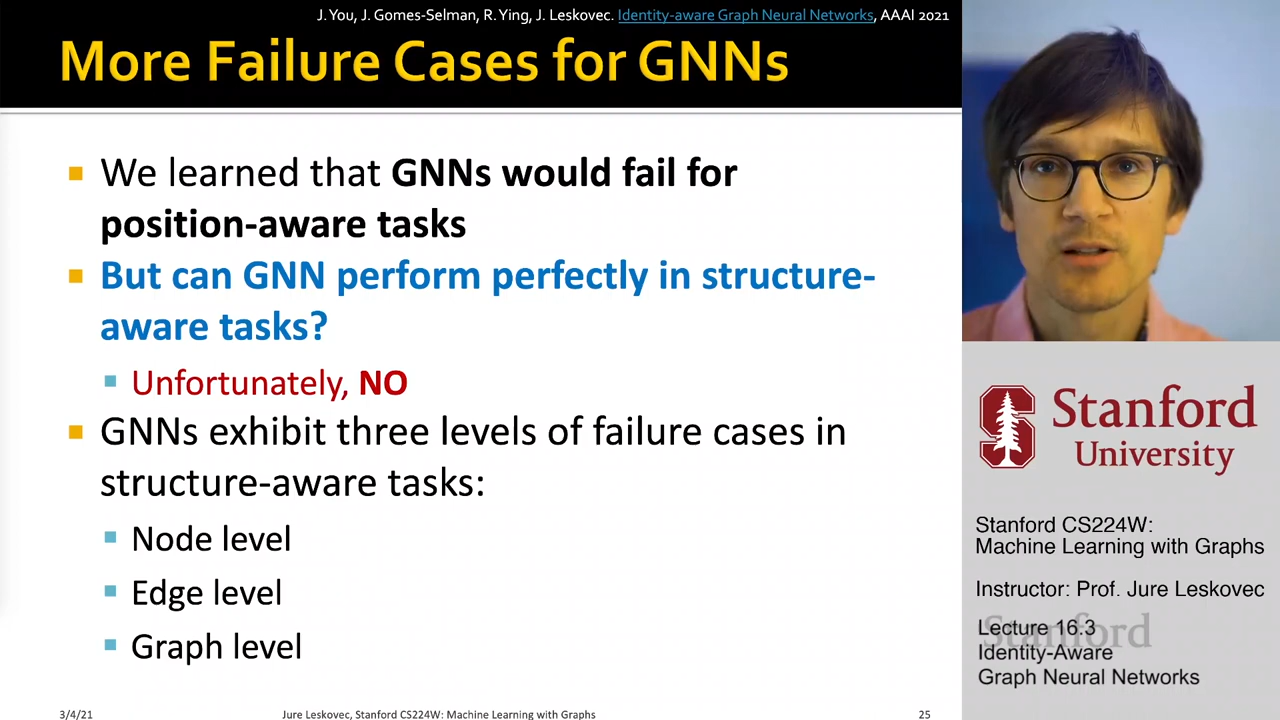 J. You, J. Gomes-Selman, R. Ying, J. Leskovec. Identity-aware Graph Neural Networks, AAAI 2021
More Failure Cases for GNNs
▪ We learned that GNNs would fail for
position-aware tasks
▪ But can GNN perform perfectly in structure-
aware tasks?
▪ Unfortunately, NO
▪ GNNs exhibit three levels of failure cases in
structure-aware tasks:
▪ Node level
▪ Edge level
▪ Graph level
3/4/21
Jure Leskovec, Stanford CS224W: Machine Learning with Graphs
25
S
Stanford
University
Stanford CS224W:
Machine Learning with Graphs
Instructor: Prof. Jure Leskovec
Stanford
Lecture 16.3
Identity-Aware
Graph Neural Networks